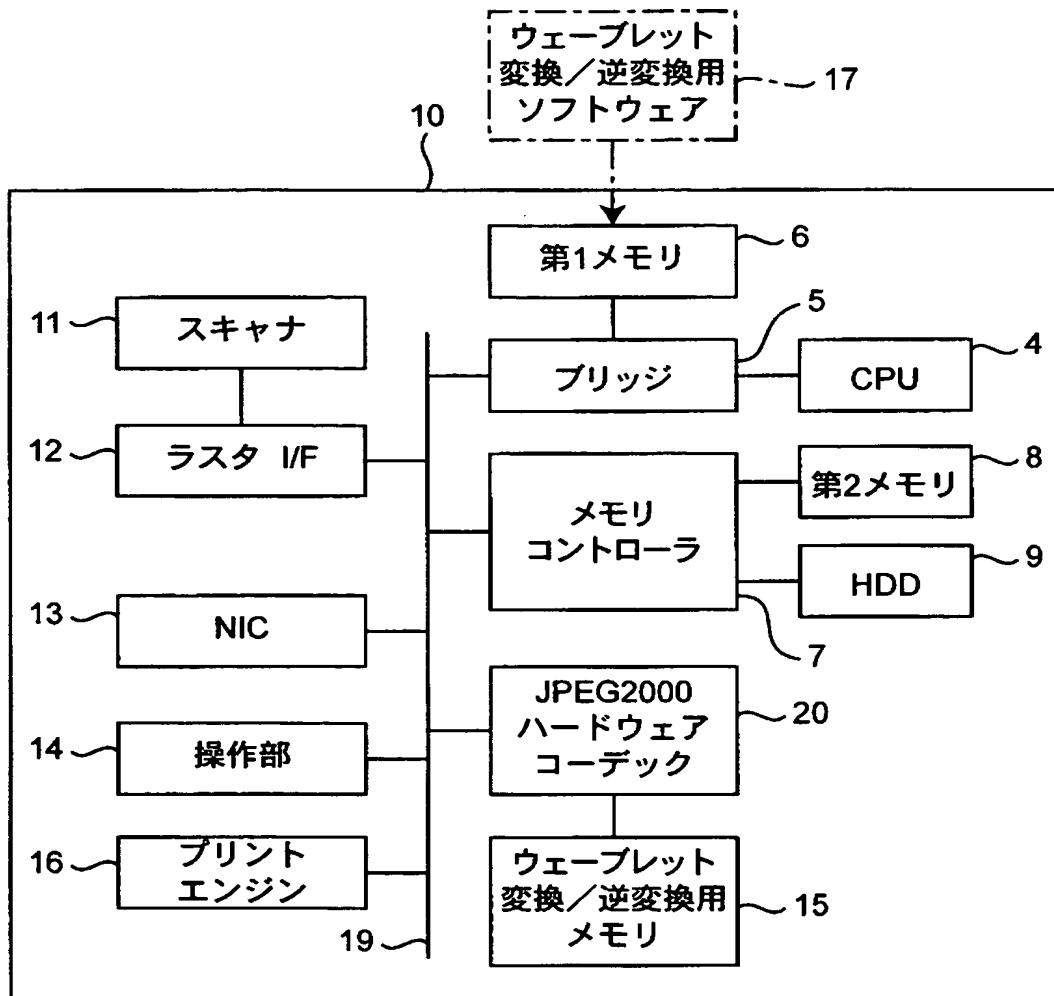 ウェーブレット
変換／逆変換用
ソフトウェア
17
10
第1メモリ
6
11
スキャナ
ブリッジ
5
CPU
4
12
ラスタ I/F
メモリ
コントローラ
7
第2メモリ
8
HDD
9
13
NIC
JPEG2000
ハードウェア
コーデック
20
14
操作部
16
プリント
エンジン
ウェーブレット
変換／逆変換用
メモリ
15
19